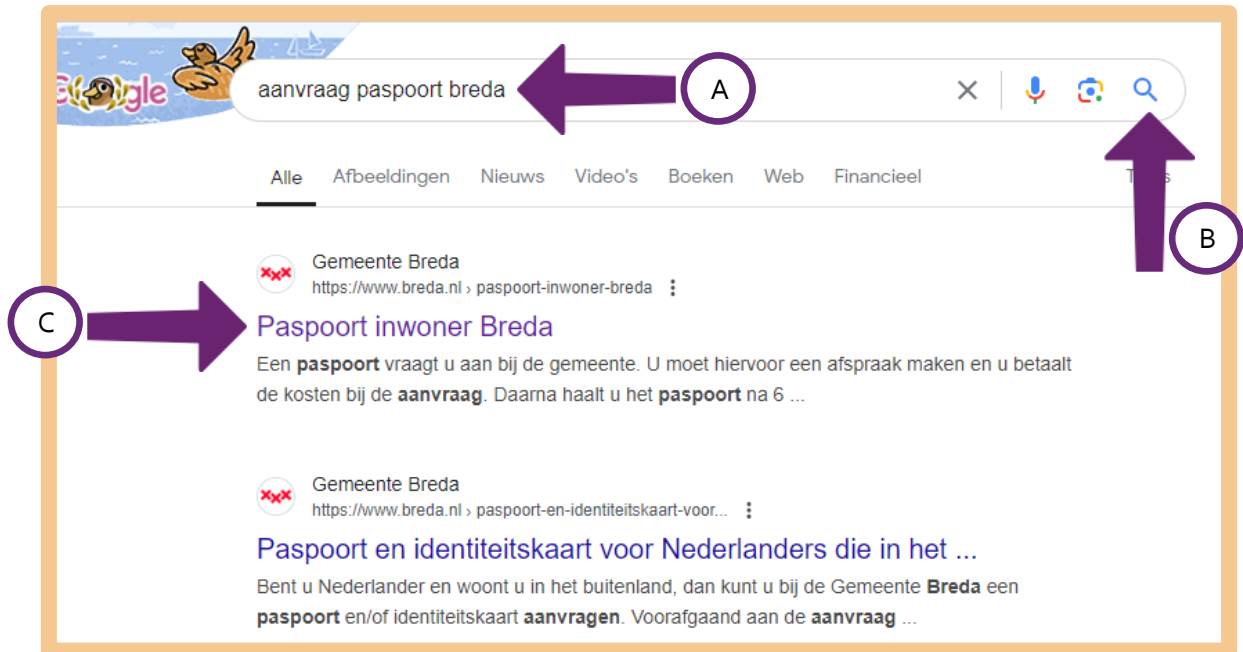 aanvraag paspoort breda
A
Alle Afbeeldingen Nieuws Video's Boeken Web Financieel
B
Gemeente Breda
https://www.breda.nl › paspoort-inwoner-breda
C
Paspoort inwoner Breda
Een paspoort vraagt u aan bij de gemeente. U moet hiervoor een afspraak maken en u betaalt
de kosten bij de aanvraag. Daarna haalt u het paspoort na 6 ...
Gemeente Breda
https://www.breda.nl › paspoort-en-identiteitskaart-voor...
Paspoort en identiteitskaart voor Nederlanders die in het ...
Bent u Nederlander en woont u in het buitenland, dan kunt u bij de Gemeente Breda een
paspoort en/of identiteitskaart aanvragen. Voorafgaand aan de aanvraag ...